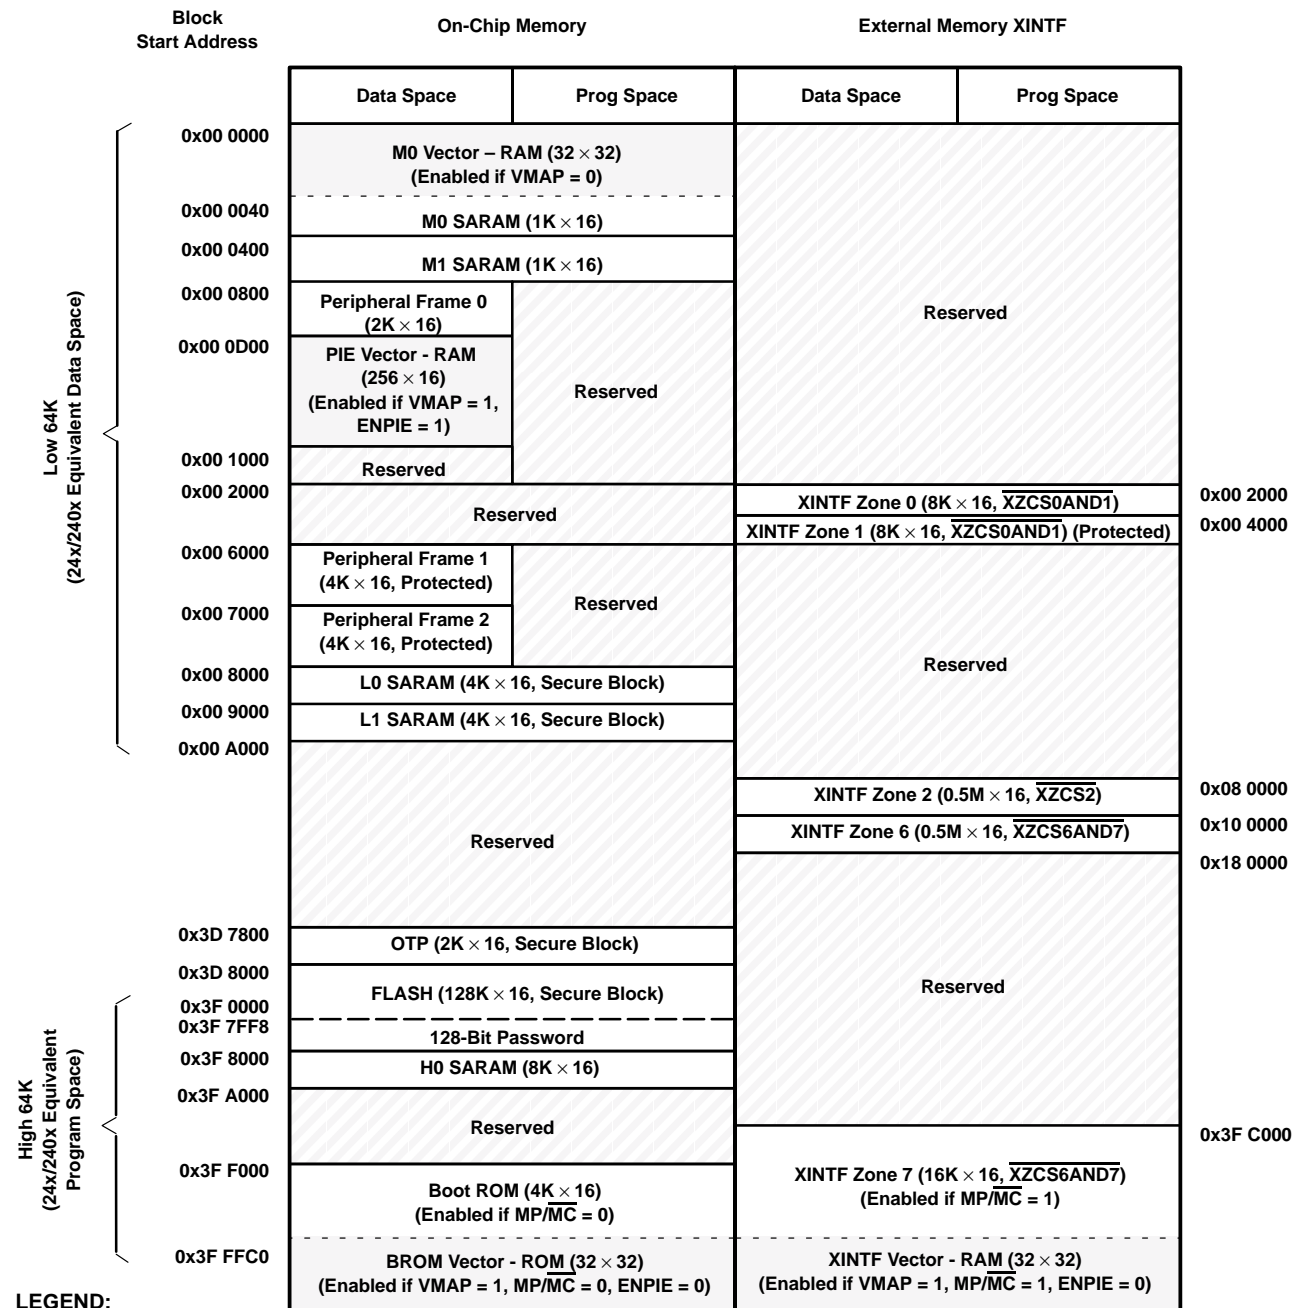 Block
Start Address
On-Chip Memory
External Memory XINTF
Data Space
Prog Space
Data Space
Prog Space
Low 64K
(24x/240x Equivalent Data Space)
0x00 0000
M0 Vector – RAM (32 × 32)
(Enabled if VMAP = 0)
0x00 0040
M0 SARAM (1K × 16)
0x00 0400
M1 SARAM (1K × 16)
0x00 0800
Peripheral Frame 0
(2K × 16)
0x00 0D00
PIE Vector - RAM
(256 × 16)
(Enabled if VMAP = 1,
ENPIE = 1)
Reserved
Reserved
0x00 1000
Reserved
0x00 2000
Reserved
XINTF Zone 0 (8K × 16, XZCS0AND1)
0x00 2000
XINTF Zone 1 (8K × 16, XZCS0AND1) (Protected)
0x00 4000
0x00 6000
Peripheral Frame 1
(4K × 16, Protected)
Reserved
0x00 7000
Peripheral Frame 2
(4K × 16, Protected)
Reserved
0x00 8000
L0 SARAM (4K × 16, Secure Block)
0x00 9000
L1 SARAM (4K × 16, Secure Block)
0x00 A000
Reserved
XINTF Zone 2 (0.5M × 16, XZCS2)
0x08 0000
XINTF Zone 6 (0.5M × 16, XZCS6AND7)
0x10 0000
0x18 0000
0x3D 7800
OTP (2K × 16, Secure Block)
0x3D 8000
FLASH (128K × 16, Secure Block)
Reserved
High 64K
(24x/240x Equivalent
Program Space)
0x3F 0000
0x3F 7FF8
128-Bit Password
0x3F 8000
H0 SARAM (8K × 16)
0x3F A000
Reserved
0x3F C000
0x3F F000
Boot ROM (4K × 16)
(Enabled if MP/MC = 0)
XINTF Zone 7 (16K × 16, XZCS6AND7)
(Enabled if MP/MC = 1)
0x3F FFC0
BROM Vector - ROM (32 × 32)
(Enabled if VMAP = 1, MP/MC = 0, ENPIE = 0)
XINTF Vector - RAM (32 × 32)
(Enabled if VMAP = 1, MP/MC = 1, ENPIE = 0)
LEGEND: